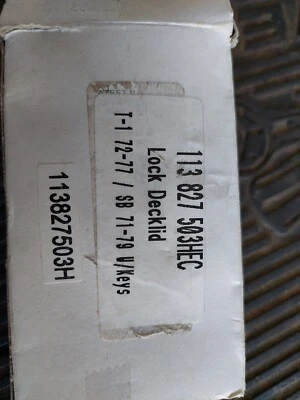 113 827 503HEC
Lock Decklid
T-1 72-77 / SB 71-79 W/Keys
113827503H